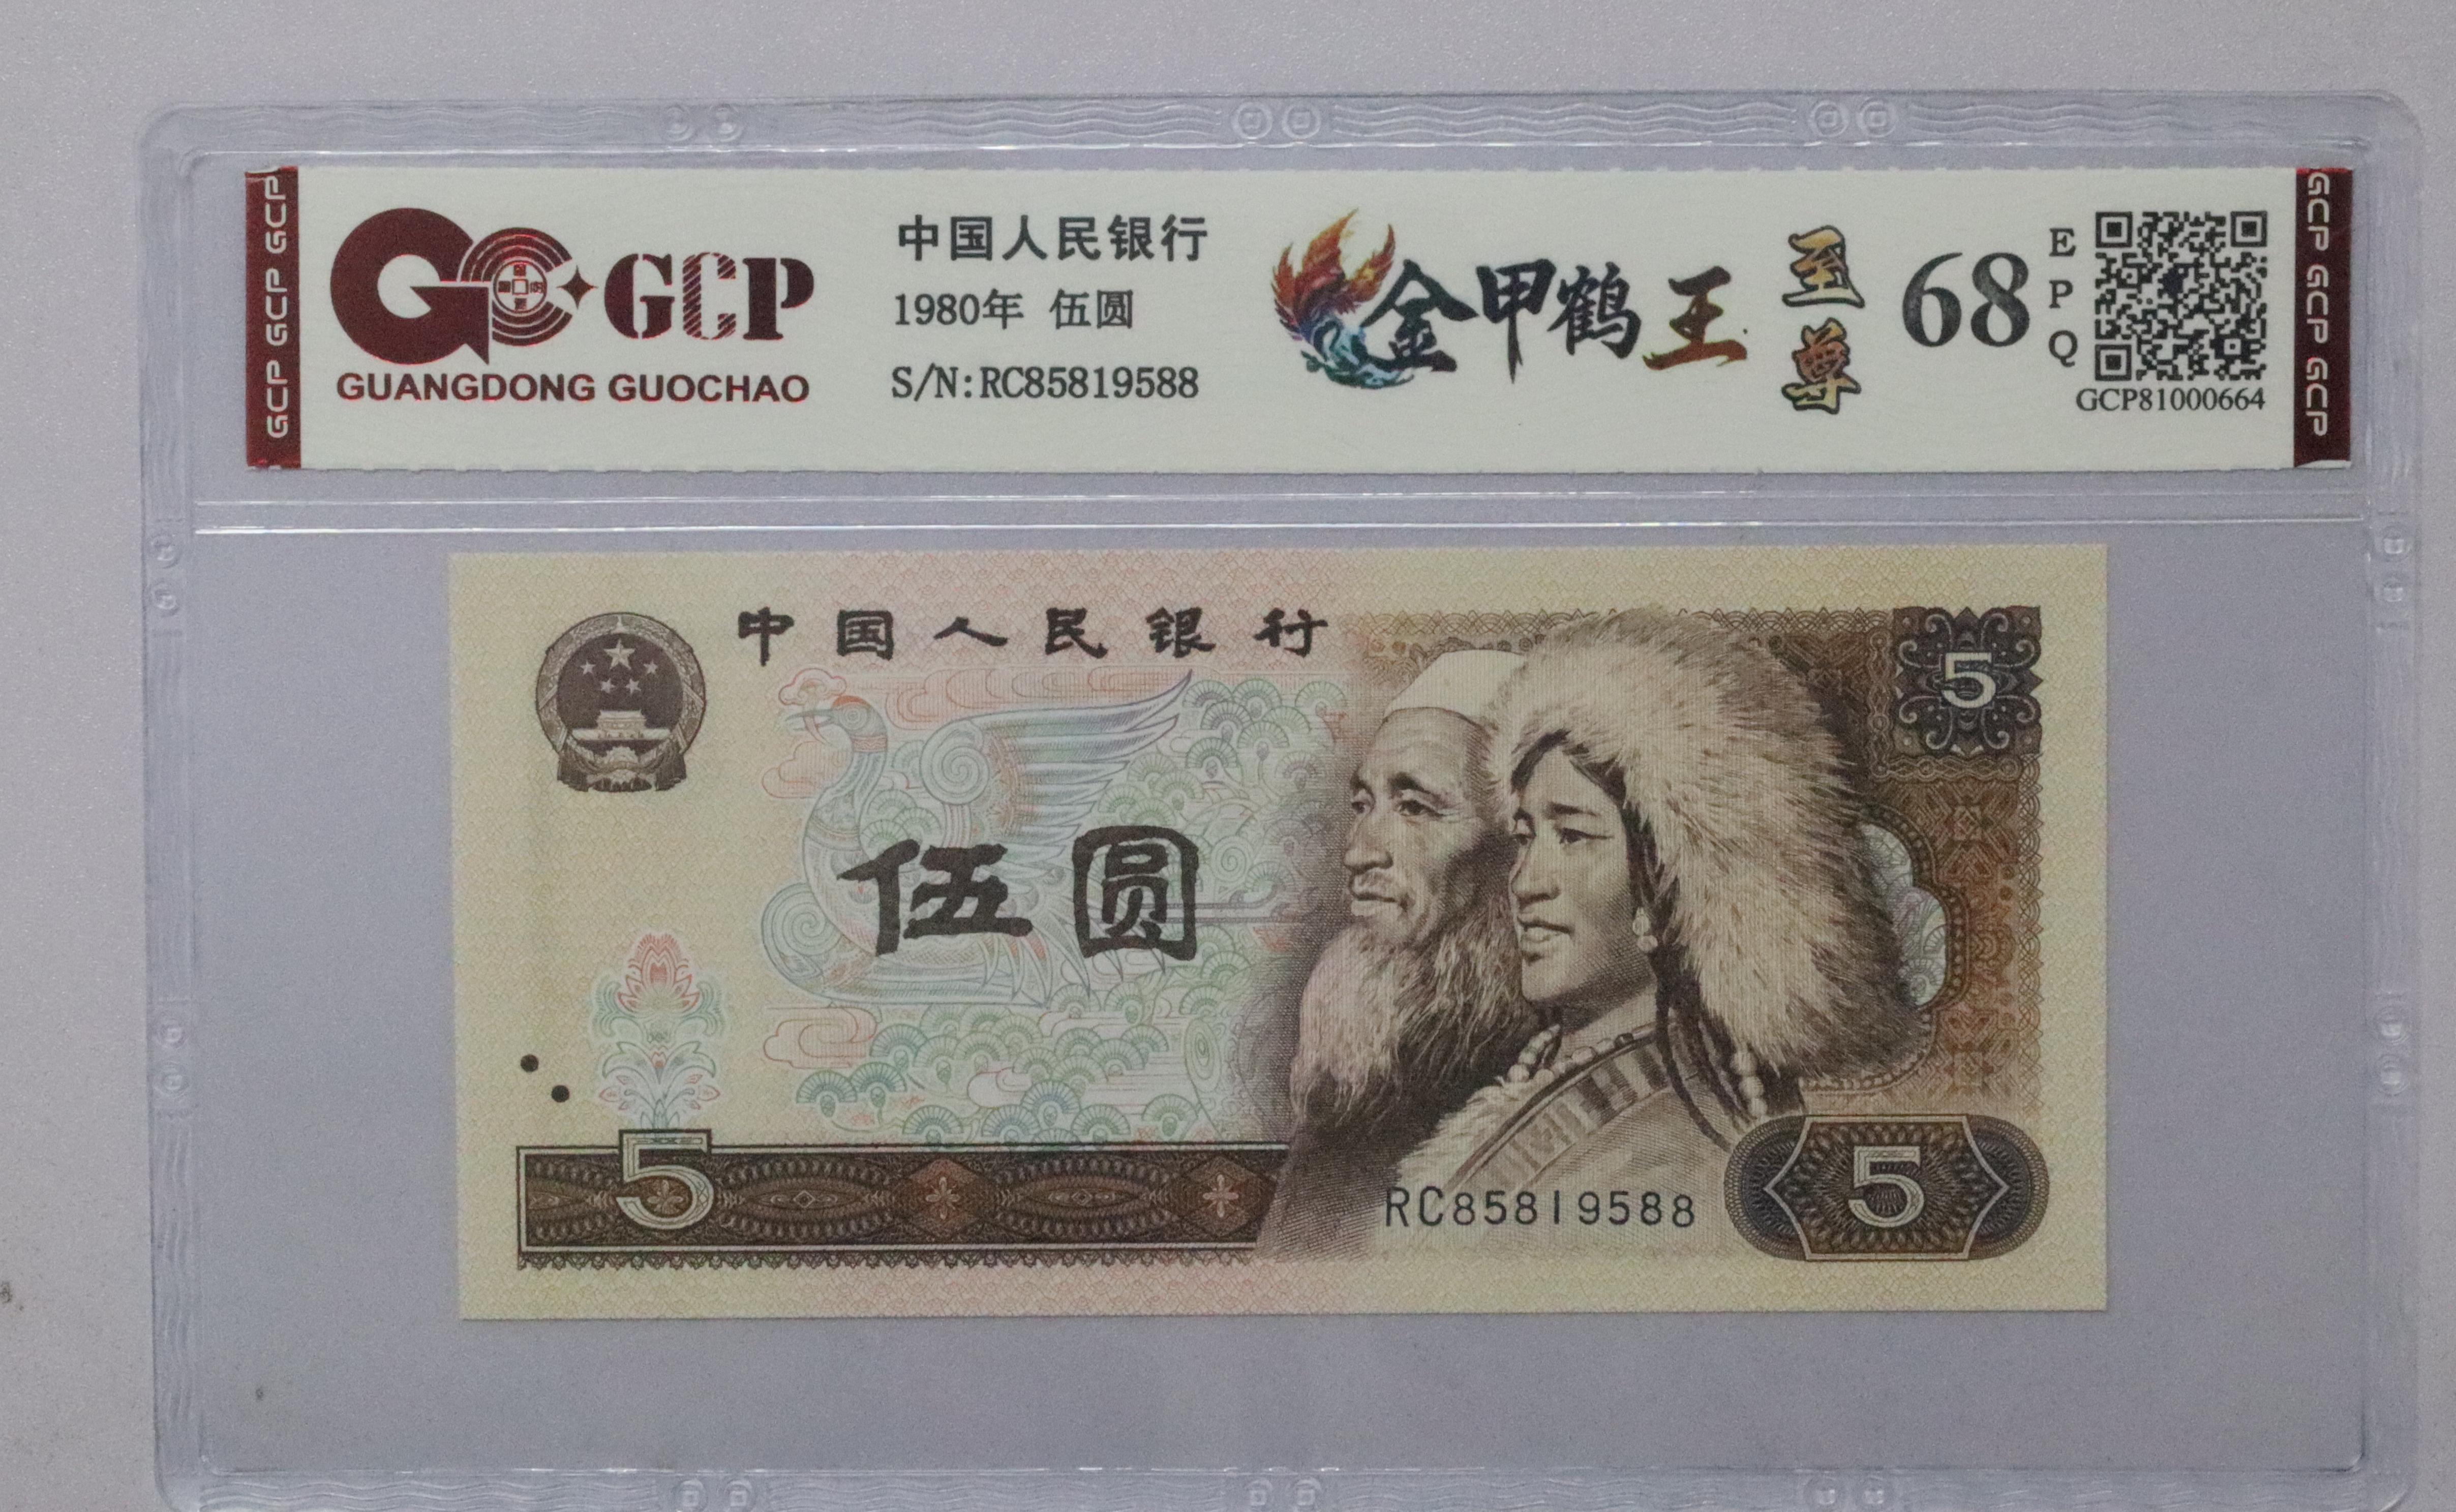 GCP GCP GCP
GCP
GUANGDONG GUOCHAO
中国人民银行
1980年 伍圆
S/N:RC85819588
金甲鹤王
至尊
68
EPQ
GCP81000664
GCP GCP GCP
中国人民银行
5
伍圆
5
RC85819588
5